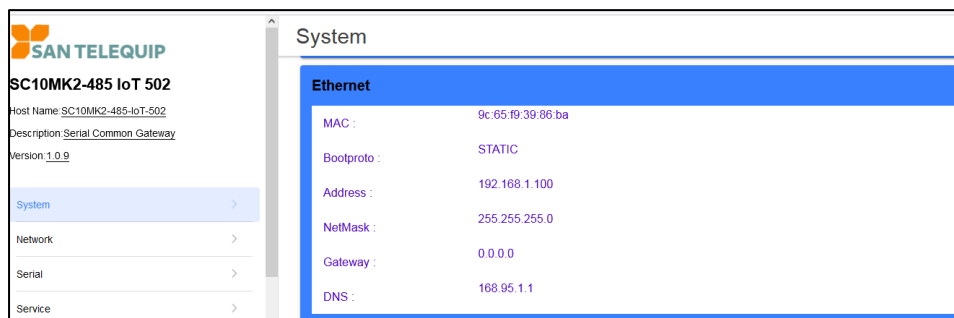 SAN TELEQUIP
SC10MK2-485 IoT 502
Host Name:SC10MK2-485-IoT-502
Description:Serial Common Gateway
Version:1.0.9
System
Network
Serial
Service
System
Ethernet
MAC : 9c:65:f9:39:86:ba
Bootproto : STATIC
Address : 192.168.1.100
NetMask : 255.255.255.0
Gateway : 0.0.0.0
DNS : 168.95.1.1